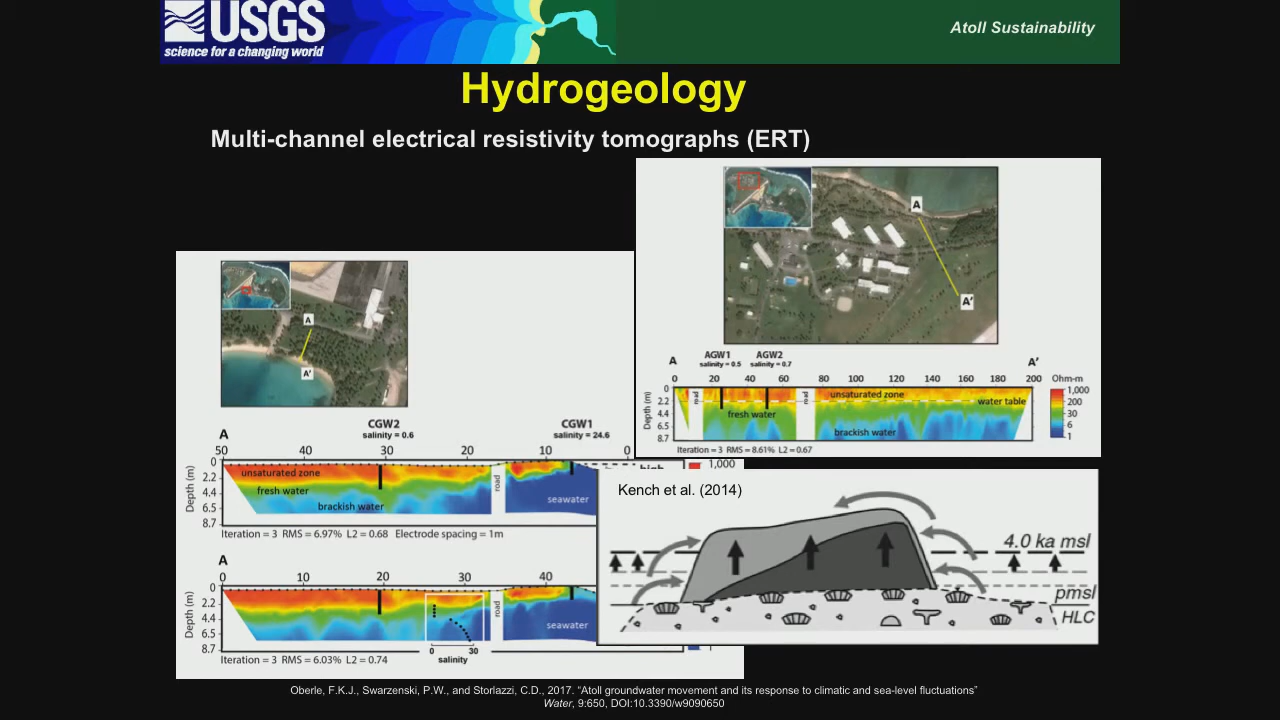 USGS
science for a changing world
Atoll Sustainability
Hydrogeology
Multi-channel electrical resistivity tomographs (ERT)
A
A'
A
A'
AGW1
salinity = 0.5
AGW2
salinity = 0.7
A
A'
0 20 40 60 80 100 120 140 160 180 200
Ohm-m
Depth (m)
0
2.2
4.4
6.5
8.7
road
road
unsaturated zone
water table
fresh water
brackish water
1,000
200
30
6
1
Iteration = 3 RMS = 8.61% L2 = 0.67
CGW2
salinity = 0.6
CGW1
salinity = 24.6
A
50 40 30 20 10 0
Depth (m)
0
2.2
4.4
6.5
8.7
unsaturated zone
fresh water
brackish water
road
seawater
1,000
Iteration = 3 RMS = 6.97% L2 = 0.68 Electrode spacing = 1m
A
0 10 20 30 40
Depth (m)
0
2.2
4.4
6.5
8.7
road
seawater
0 30
salinity
1
Iteration = 3 RMS = 6.03% L2 = 0.74
Kench et al. (2014)
4.0 ka msl
pmsl
HLC
Oberle, F.K.J., Swarzenski, P.W., and Storlazzi, C.D., 2017. “Atoll groundwater movement and its response to climatic and sea-level fluctuations”
Water, 9:650, DOI:10.3390/w9090650